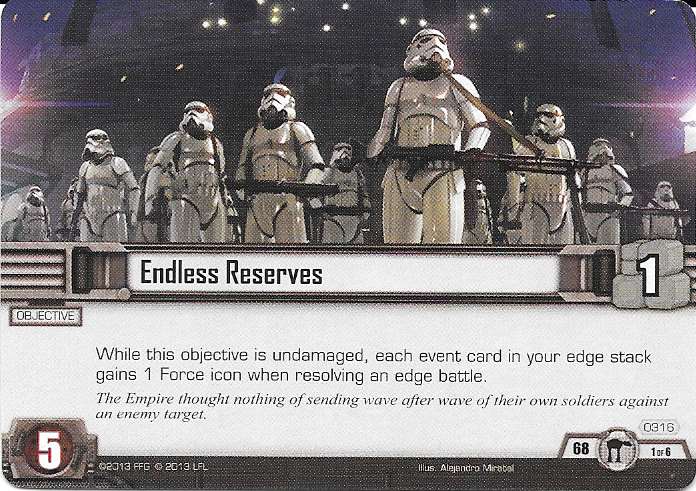 Endless Reserves
1
OBJECTIVE
While this objective is undamaged, each event card in your edge stack
gains 1 Force icon when resolving an edge battle.
The Empire thought nothing of sending wave after wave of their own soldiers against
an enemy target.
0316
5
68
1 OF 6
©2013 FFG © 2013 LFL
Illus. Alejandro Mirabal